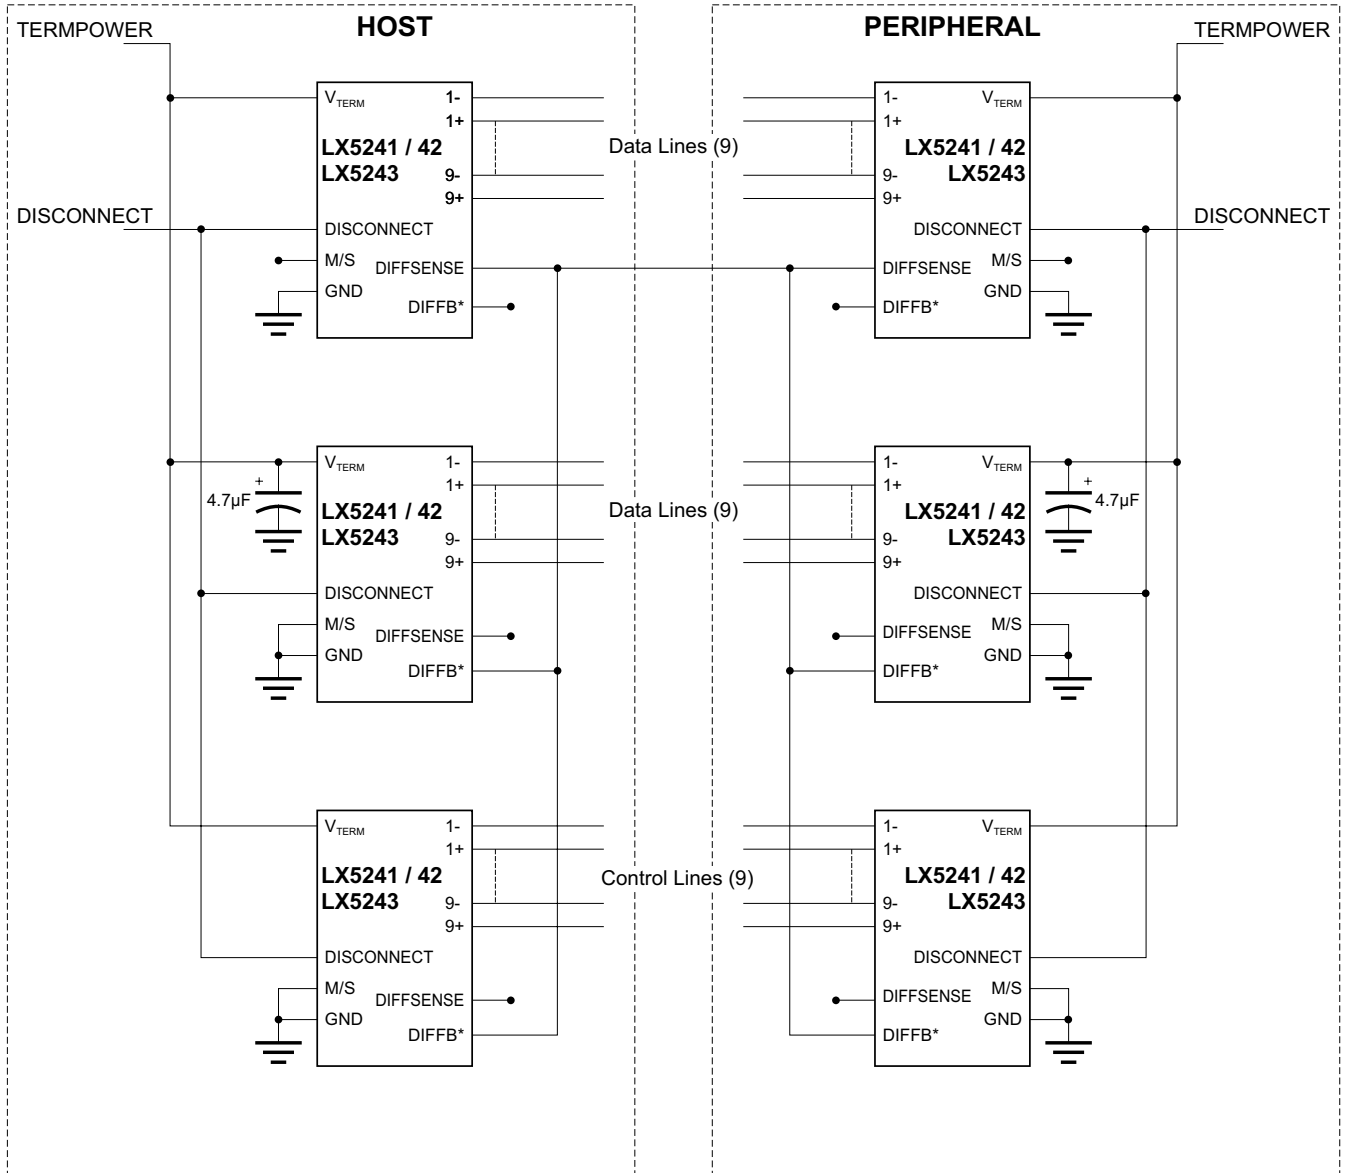 HOST
PERIPHERAL
TERMPOWER
TERMPOWER
VTERM
1-
1+
LX5241 / 42
LX5243
9-
9+
DISCONNECT
DISCONNECT
M/S
DIFFSENSE
GND
DIFFB*
Data Lines (9)
1-
VTERM
1+
LX5241 / 42
9-
LX5243
9+
DISCONNECT
DISCONNECT
DIFFSENSE
M/S
GND
DIFFB*
VTERM
1-
1+
+
4.7µF
LX5241 / 42
LX5243
9-
9+
DISCONNECT
M/S
DIFFSENSE
GND
DIFFB*
Data Lines (9)
1-
VTERM
1+
+
4.7µF
LX5241 / 42
9-
LX5243
9+
DISCONNECT
M/S
DIFFSENSE
GND
DIFFB*
VTERM
1-
1+
LX5241 / 42
LX5243
9-
9+
DISCONNECT
M/S
DIFFSENSE
GND
DIFFB*
Control Lines (9)
1-
VTERM
1+
LX5241 / 42
9-
LX5243
9+
DISCONNECT
M/S
DIFFSENSE
GND
DIFFB*